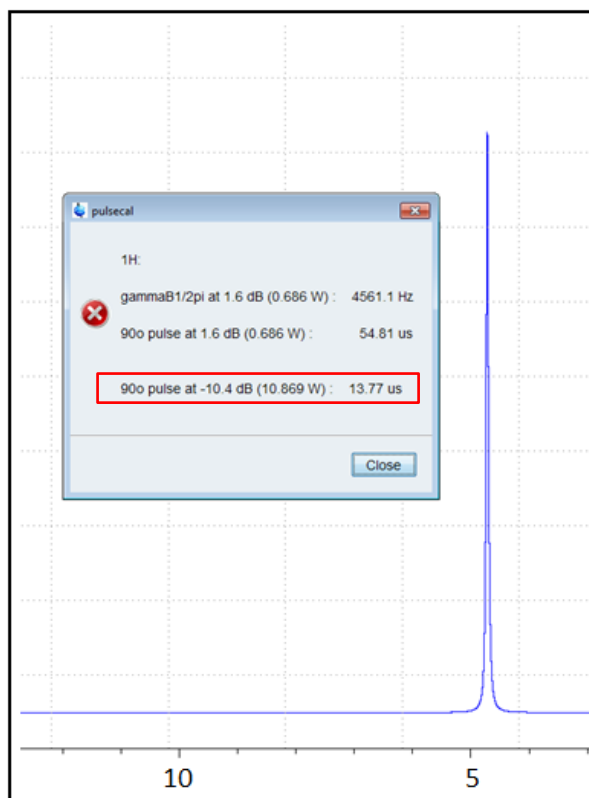 pulsecal
1H:
gammaB1/2pi at 1.6 dB (0.686 W) : 4561.1 Hz
90o pulse at 1.6 dB (0.686 W) : 54.81 us
90o pulse at -10.4 dB (10.869 W) : 13.77 us
Close
10 5